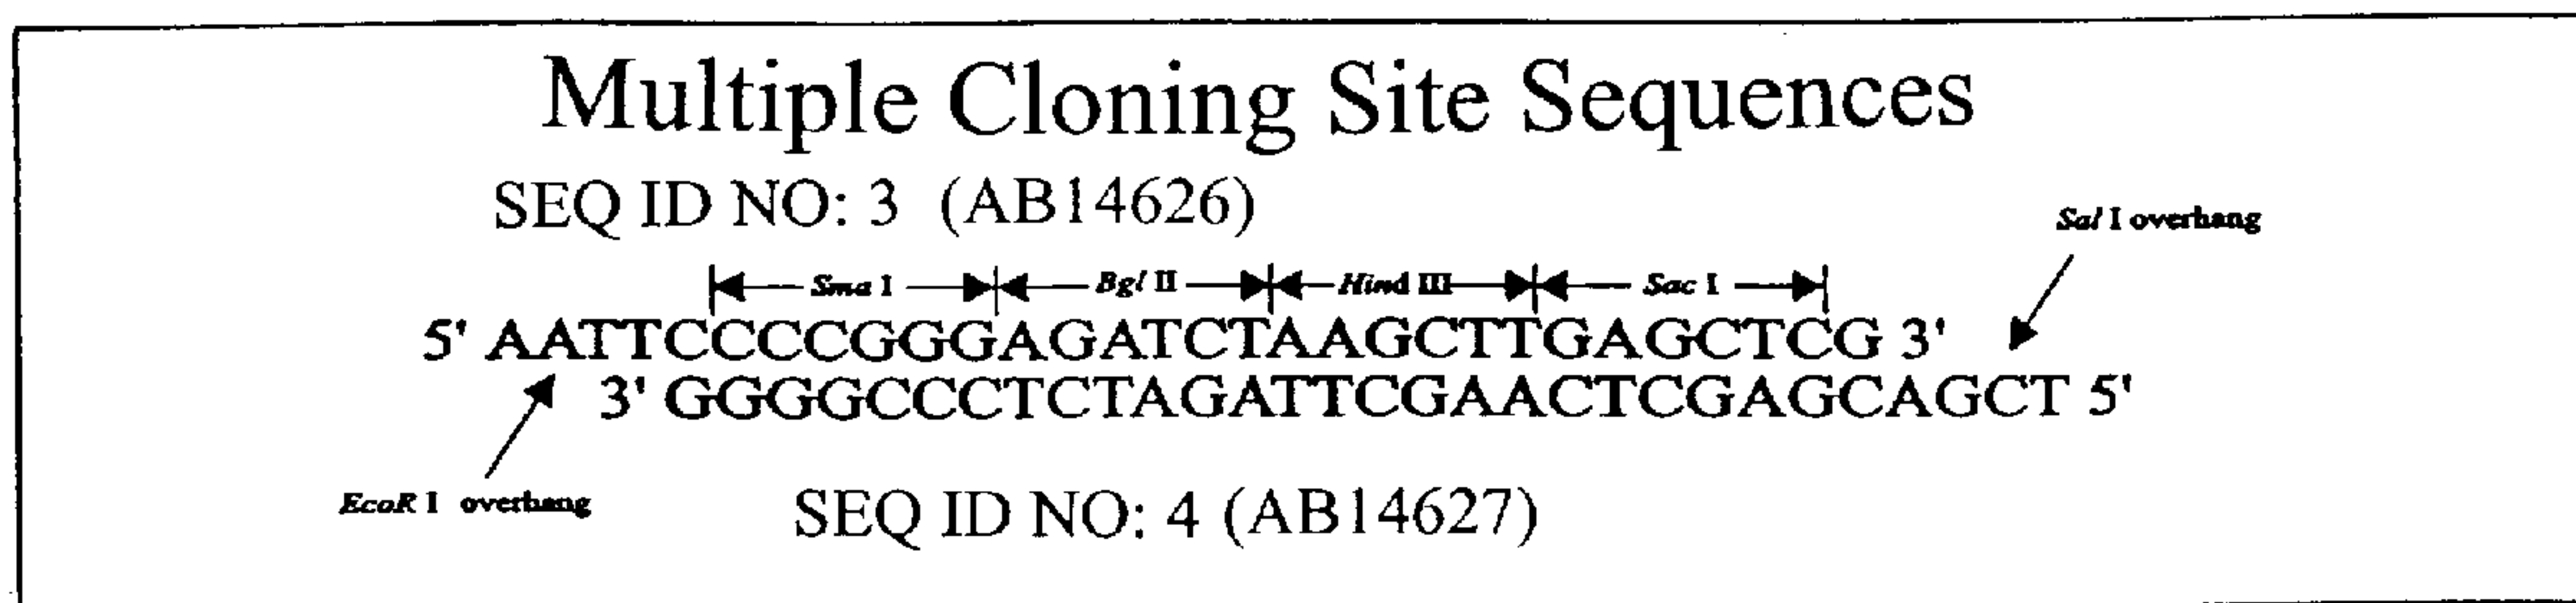 Multiple Cloning Site Sequences
SEQ ID NO: 3 (AB14626)
Sal I overhang
Sma I Bgl II Hind III Sac I
5' AATTCCCCGGGAGATCTAAGCTTGAGCTCG 3'
3' GGGGCCCTCTAGATTCGAACTCGAGCAGCT 5'
EcoR I overhang
SEQ ID NO: 4 (AB14627)